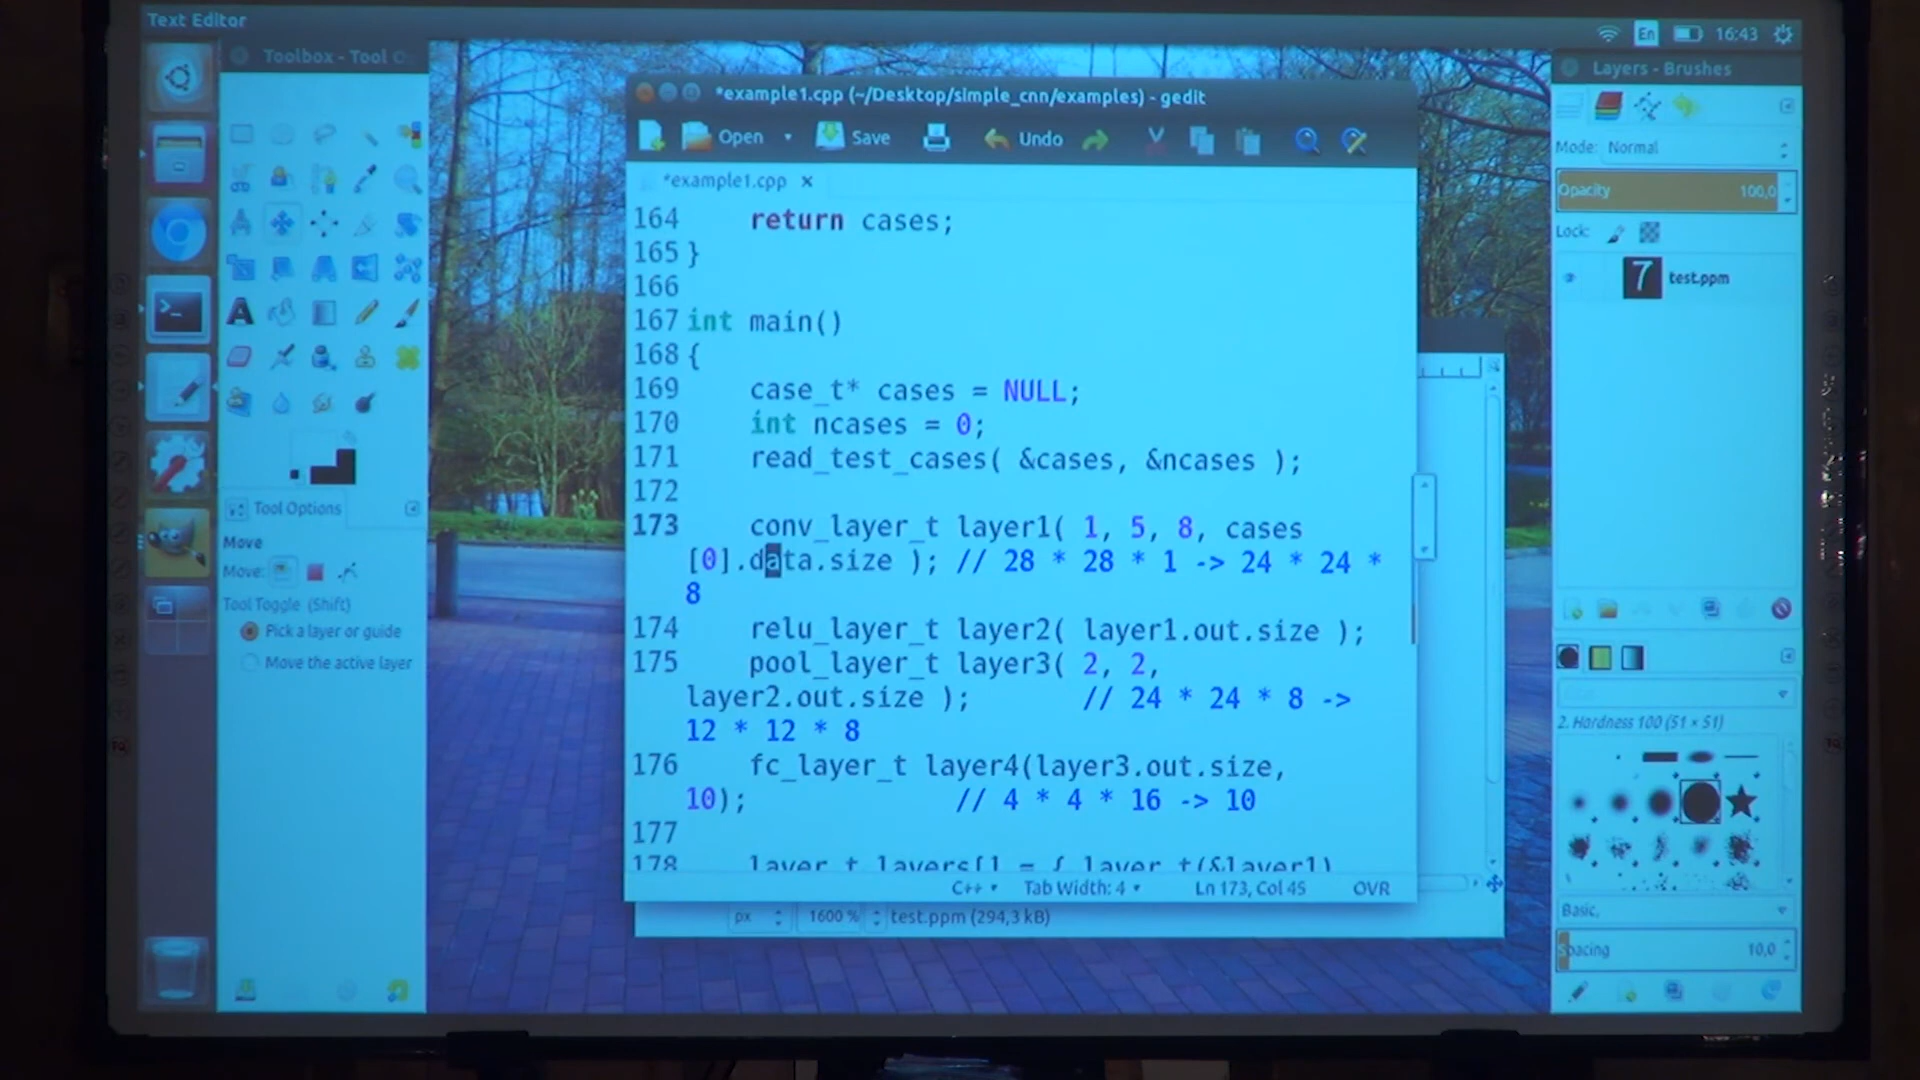 Text Editor
En 16:43
Toolbox - Tool O
Layers - Brushes
*example1.cpp (~/Desktop/simple_cnn/examples) - gedit
Open Save Undo
*example1.cpp
164 return cases;
165 }
166
167 int main()
168 {
169 case_t* cases = NULL;
170 int ncases = 0;
171 read_test_cases( &cases, &ncases );
172
173 conv_layer_t layer1( 1, 5, 8, cases
[0].data.size ); // 28 * 28 * 1 -> 24 * 24 *
8
174 relu_layer_t layer2( layer1.out.size );
175 pool_layer_t layer3( 2, 2,
layer2.out.size ); // 24 * 24 * 8 ->
12 * 12 * 8
176 fc_layer_t layer4(layer3.out.size,
10); // 4 * 4 * 16 -> 10
177
178 layer_t layers[] = { layer_t(&layer1)
C++ Tab Width: 4 Ln 173, Col 45 OVR
px 1600 % test.ppm (294,3 kB)
Tool Options
Move
Move:
Tool Toggle (Shift)
Pick a layer or guide
Move the active layer
Mode: Normal
Opacity 100,0
Lock:
7 test.ppm
2. Hardness 100 (51 × 51)
Basic,
Spacing 10,0